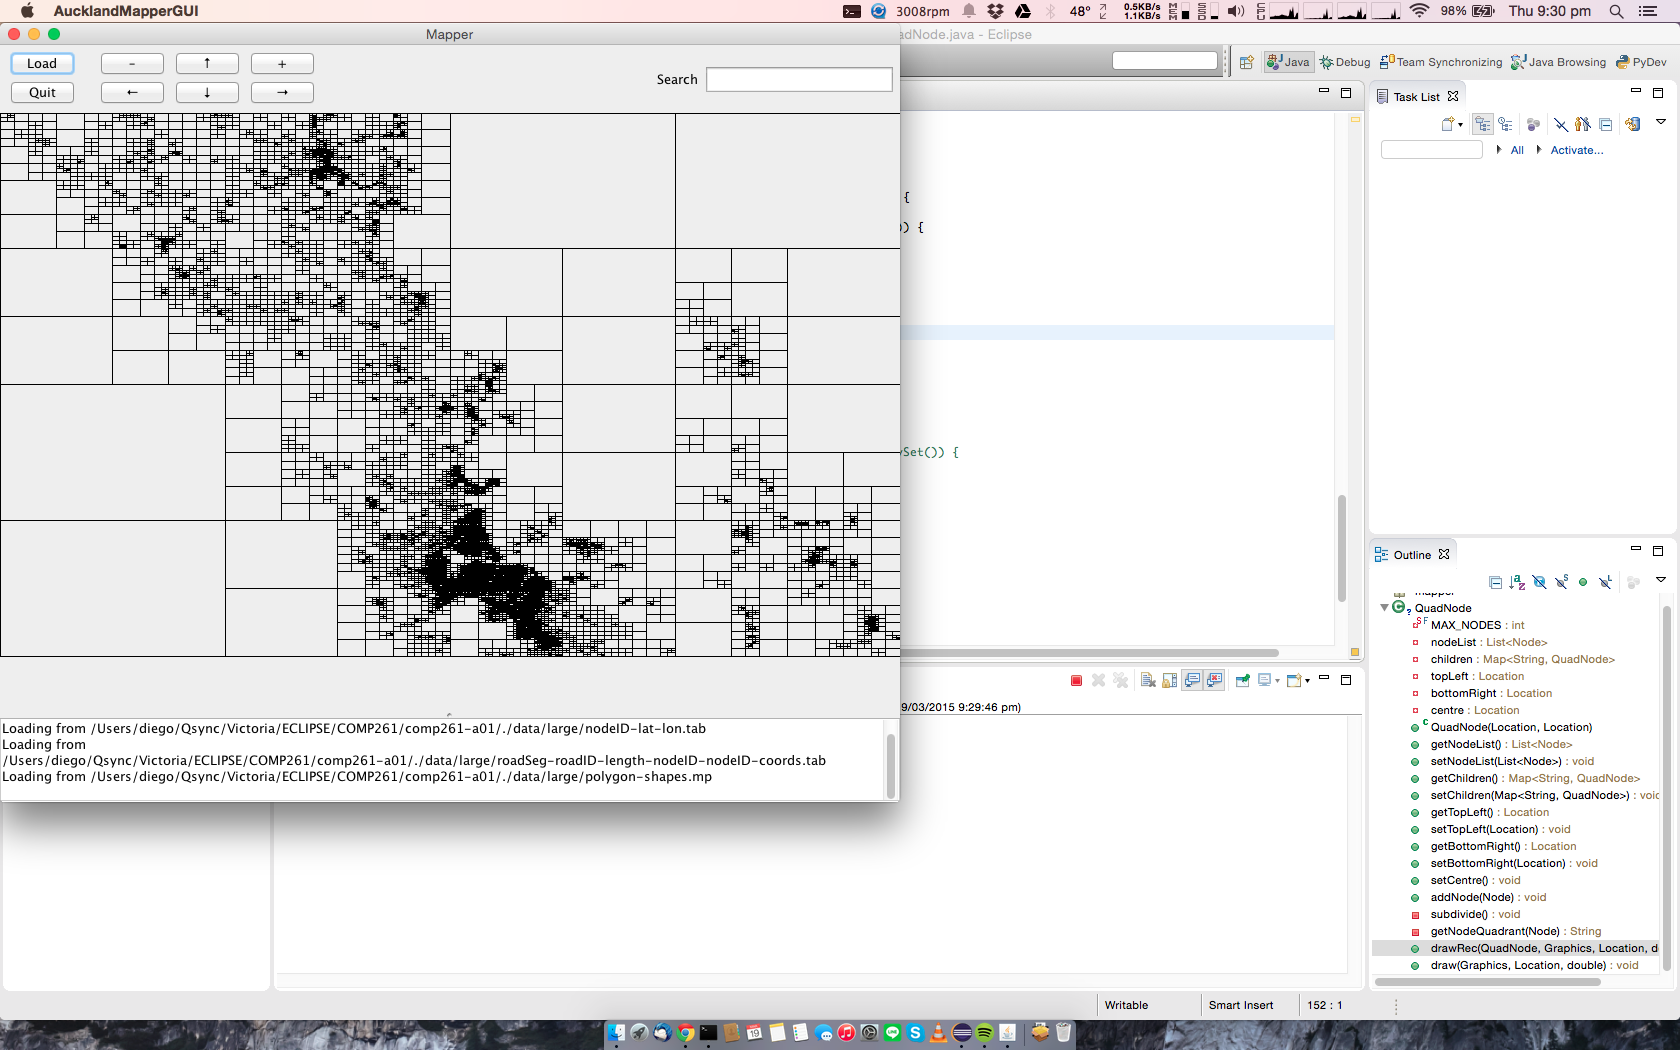 AucklandMapperGUI
3008rpm
48°
0.5KB/s
1.1KB/s
98%
Thu 9:30 pm
Mapper
adNode.java - Eclipse
Load
-
↑
+
Quit
←
↓
→
Search
Java
Debug
Team Synchronizing
Java Browsing
PyDev
Task List
All
Activate...
{
) {
ySet()) {
Outline
mapper
QuadNode
MAX_NODES : int
nodeList : List<Node>
children : Map<String, QuadNode>
topLeft : Location
bottomRight : Location
centre : Location
QuadNode(Location, Location)
getNodeList() : List<Node>
setNodeList(List<Node>) : void
getChildren() : Map<String, QuadNode>
setChildren(Map<String, QuadNode>) : void
getTopLeft() : Location
setTopLeft(Location) : void
getBottomRight() : Location
setBottomRight(Location) : void
setCentre() : void
addNode(Node) : void
subdivide() : void
getNodeQuadrant(Node) : String
drawRec(QuadNode, Graphics, Location, d
draw(Graphics, Location, double) : void
9/03/2015 9:29:46 pm)
Loading from /Users/diego/Qsync/Victoria/ECLIPSE/COMP261/comp261-a01/./data/large/nodeID-lat-lon.tab
Loading from
/Users/diego/Qsync/Victoria/ECLIPSE/COMP261/comp261-a01/./data/large/roadSeg-roadID-length-nodeID-nodeID-coords.tab
Loading from /Users/diego/Qsync/Victoria/ECLIPSE/COMP261/comp261-a01/./data/large/polygon-shapes.mp
Writable
Smart Insert
152 : 1